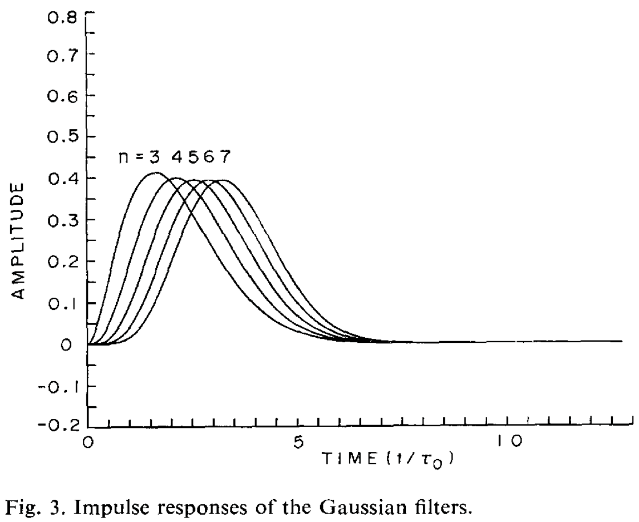 0.8
0.7
0.6
0.5
n = 3 4 5 6 7
0.4
0.3
0.2
0.1
0
-0.1
-0.2
AMPLITUDE
0 5 10
TIME (t/τ₀)
Fig. 3. Impulse responses of the Gaussian filters.